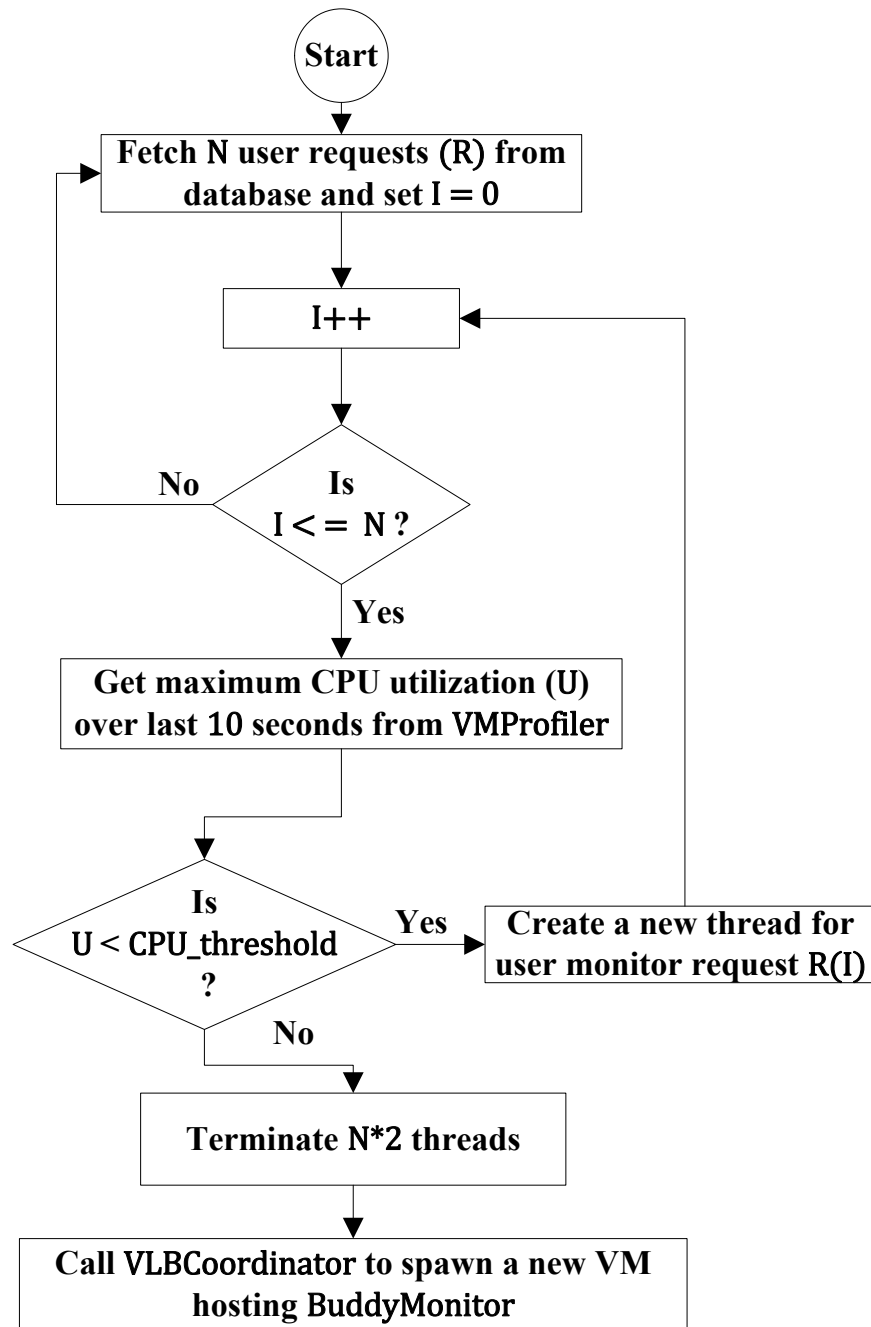 Start
Fetch N user requests (R) from
database and set I = 0
I++
No
Is
I < = N ?
Yes
Get maximum CPU utilization (U)
over last 10 seconds from VMProfiler
Is
U < CPU_threshold
?
Yes
Create a new thread for
user monitor request R(I)
No
Terminate N*2 threads
Call VLBCoordinator to spawn a new VM
hosting BuddyMonitor